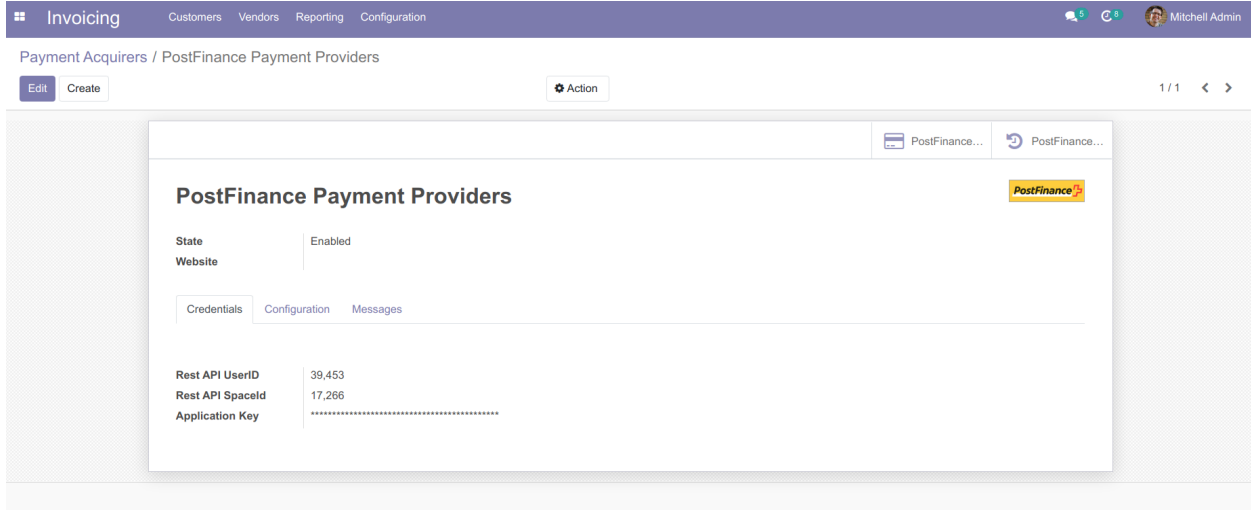 Invoicing Customers Vendors Reporting Configuration 5 8 Mitchell Admin
Payment Acquirers / PostFinance Payment Providers
Edit Create Action 1 / 1
PostFinance... PostFinance...
PostFinance Payment Providers PostFinance
State Enabled
Website
Credentials Configuration Messages
Rest API UserID 39,453
Rest API SpaceId 17,266
Application Key ********************************************